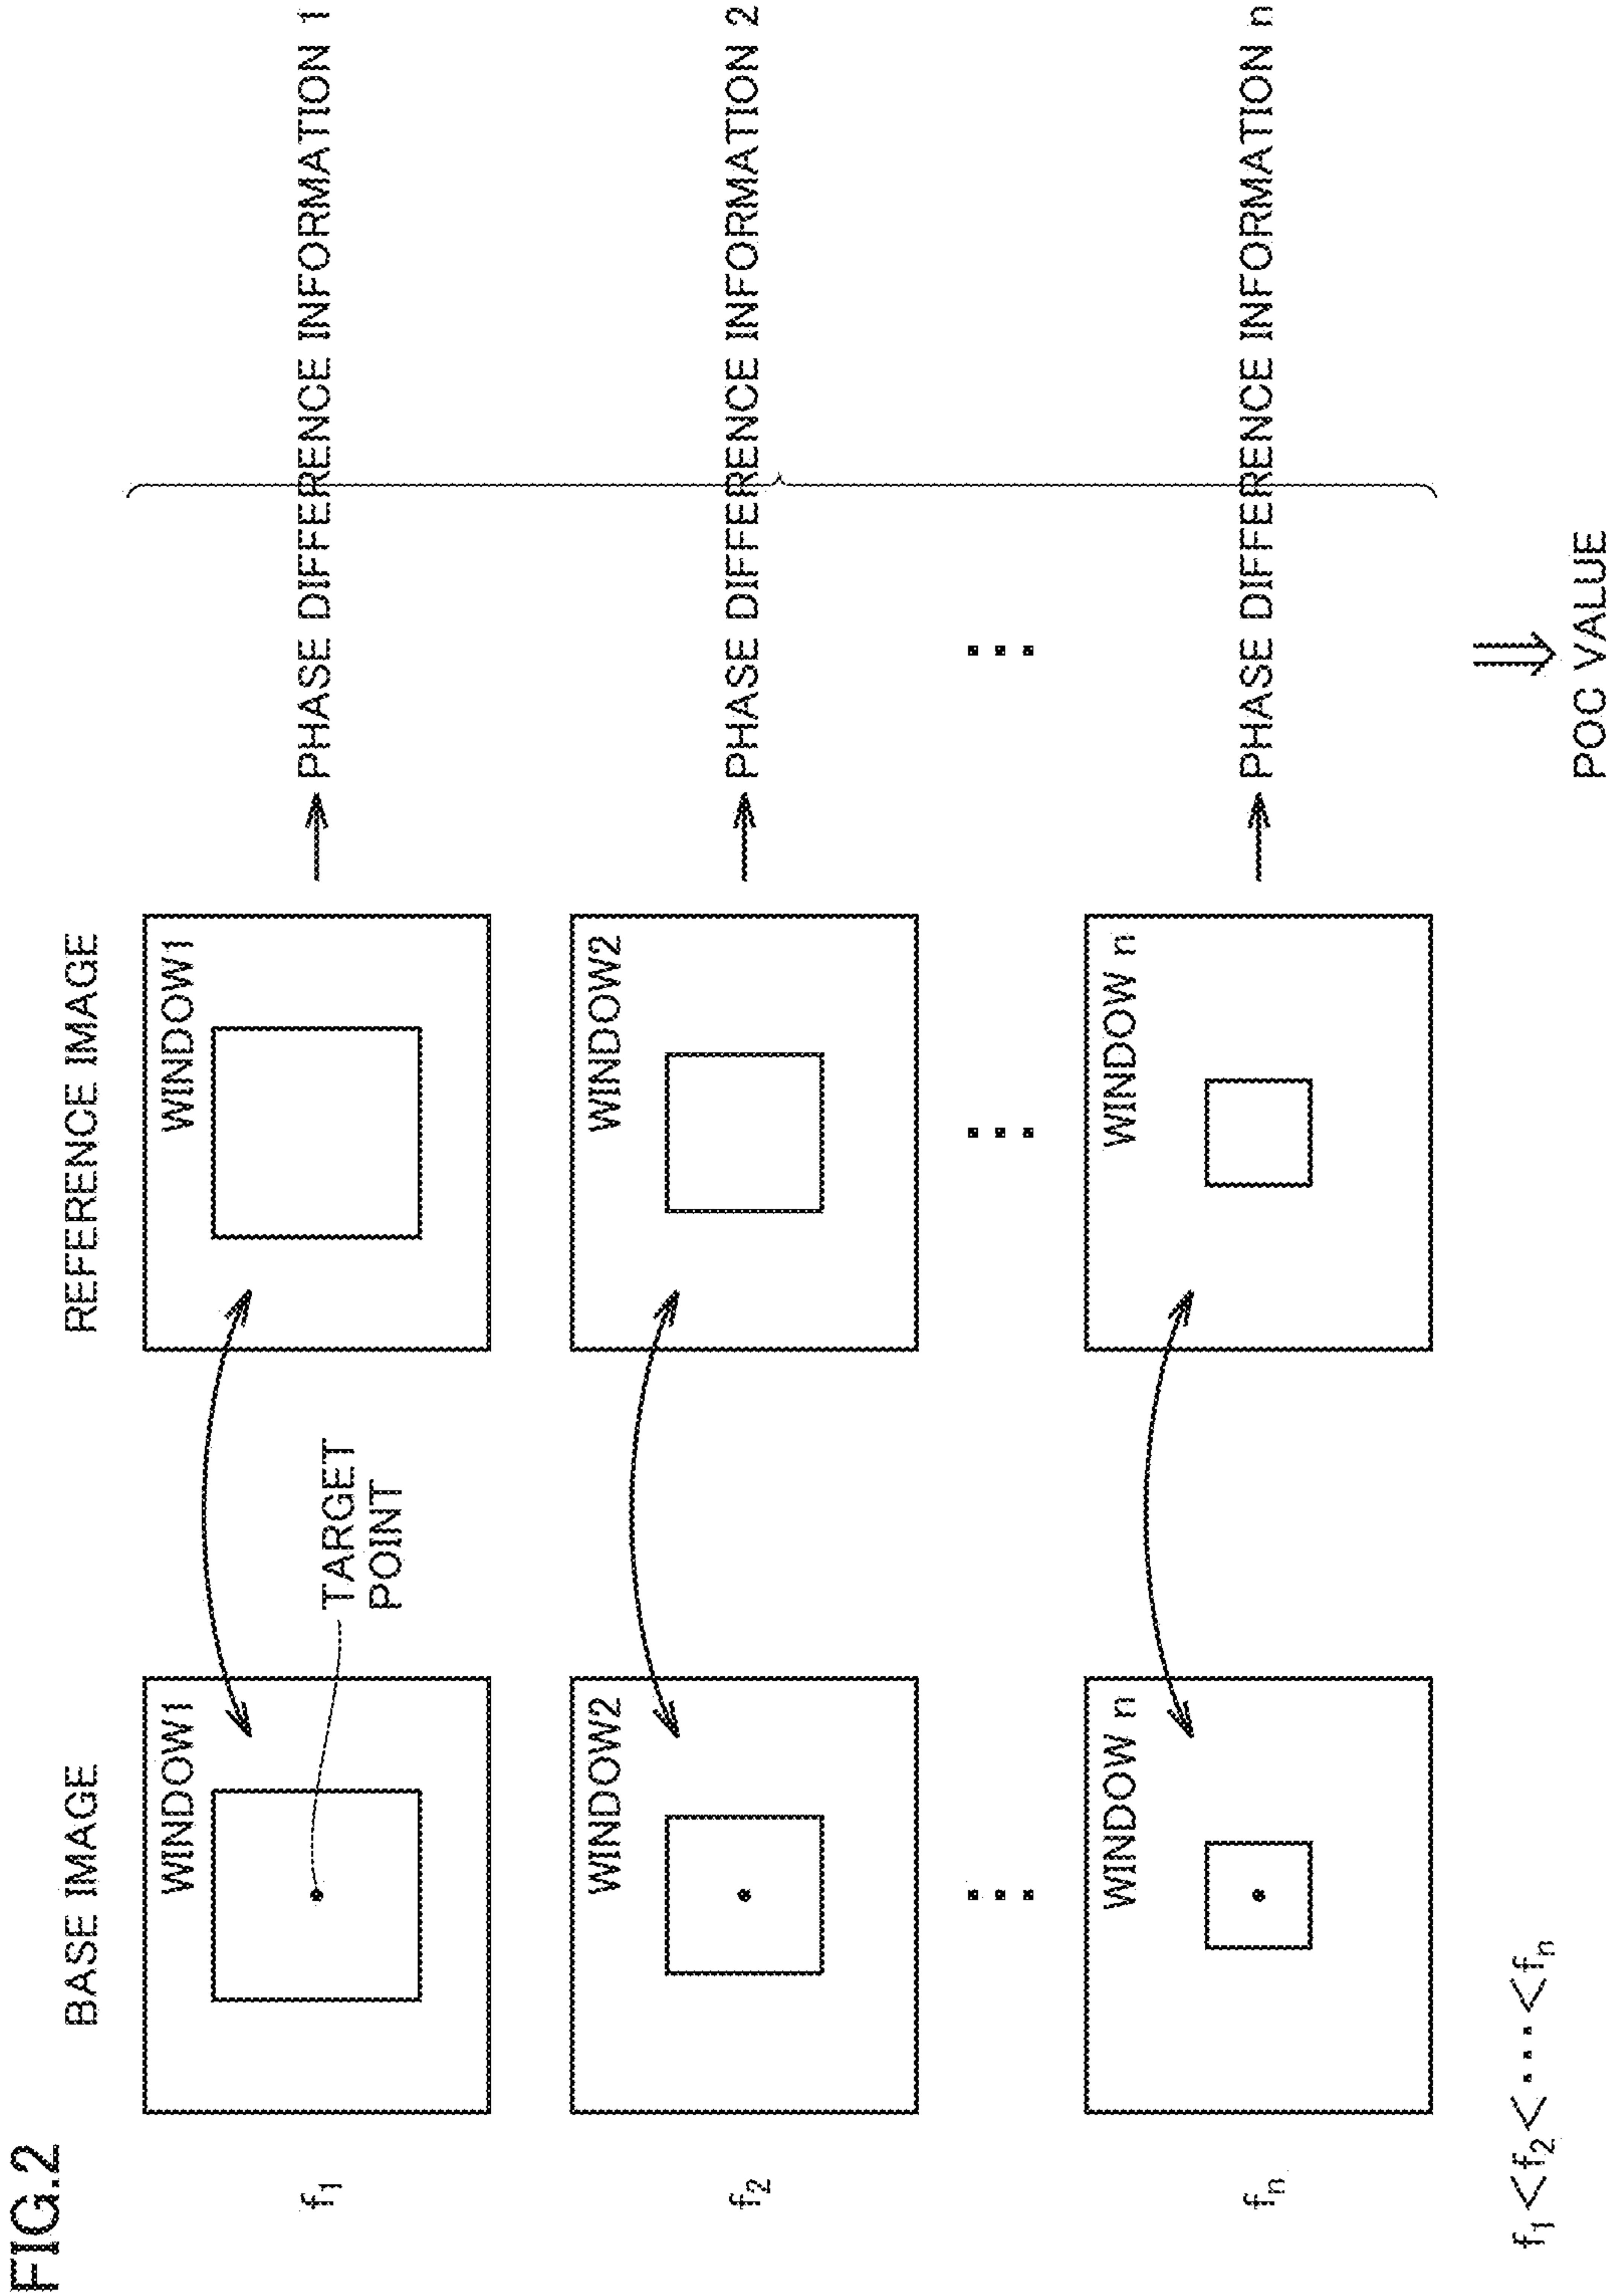 FIG.2
BASE IMAGE
REFERENCE IMAGE
f1
WINDOW1
TARGET
POINT
WINDOW1
PHASE DIFFERENCE INFORMATION 1
f2
WINDOW2
WINDOW2
PHASE DIFFERENCE INFORMATION 2
fn
WINDOW n
WINDOW n
PHASE DIFFERENCE INFORMATION n
f1<f2<...<fn
POC VALUE